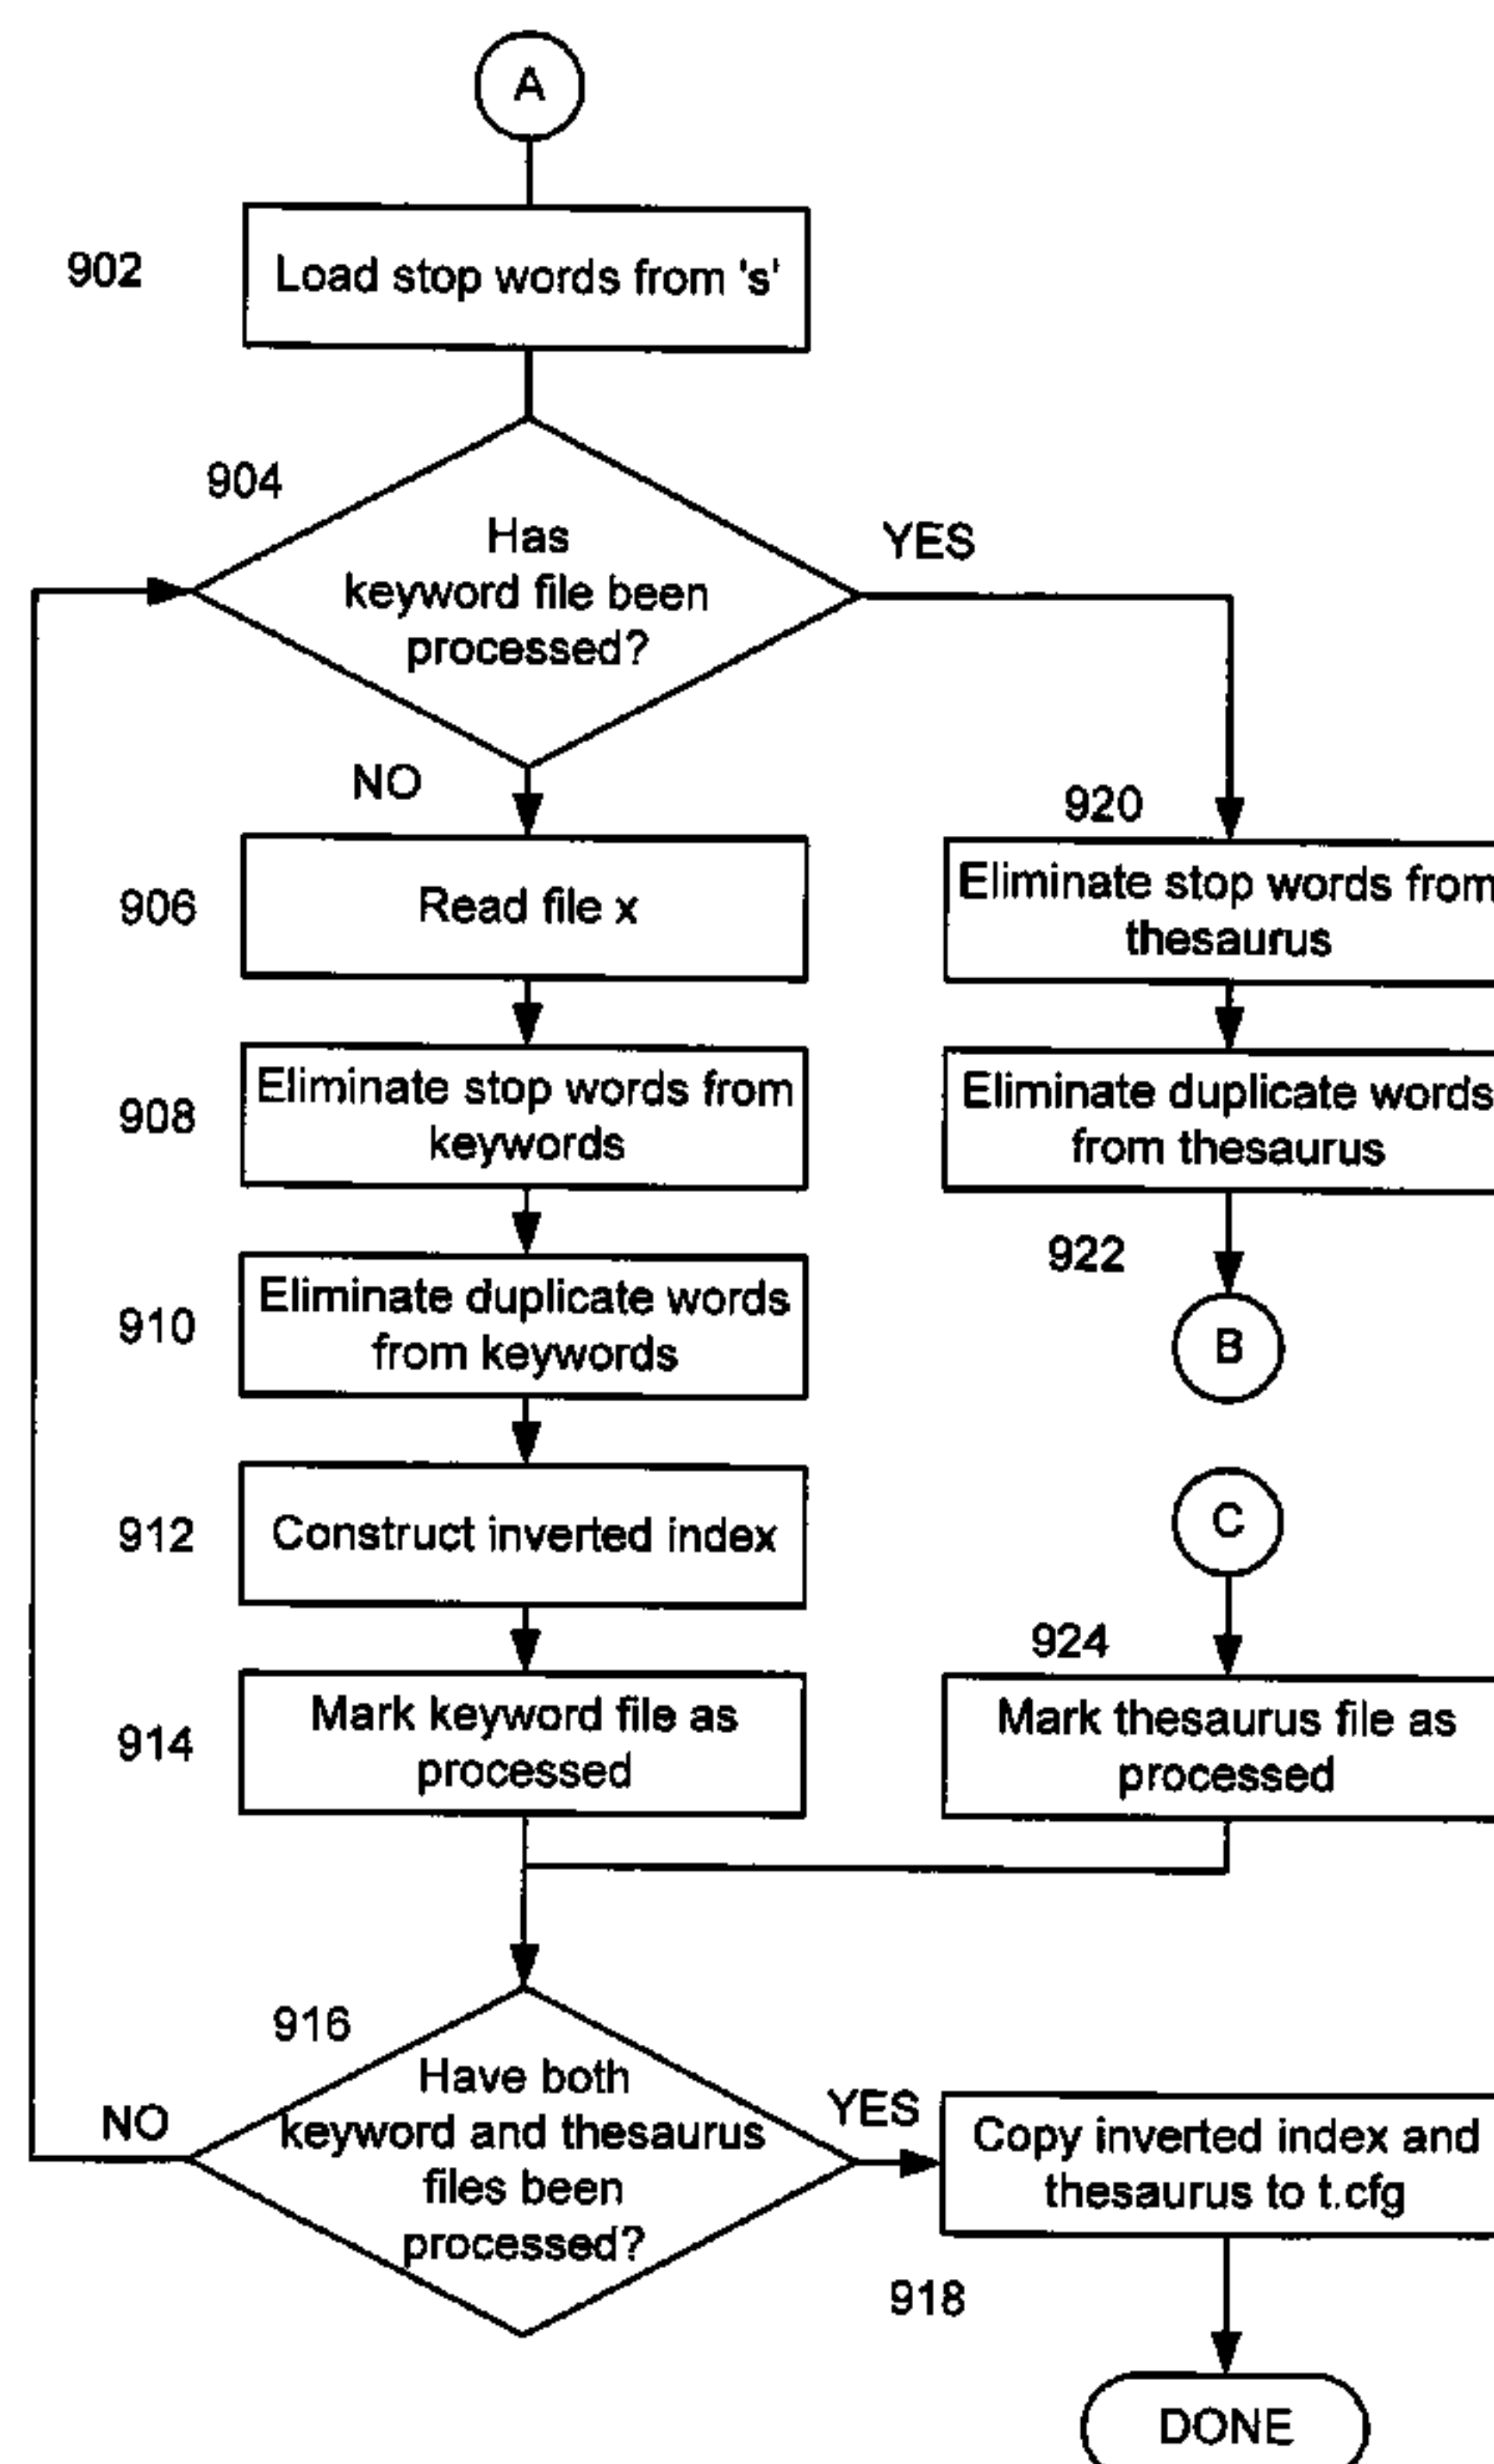 A
902
Load stop words from 's'
904
Has
keyword file been
processed?
YES
NO
906
Read file x
920
Eliminate stop words from
thesaurus
908
Eliminate stop words from
keywords
Eliminate duplicate words
from thesaurus
922
910
Eliminate duplicate words
from keywords
B
912
Construct inverted index
C
914
Mark keyword file as
processed
924
Mark thesaurus file as
processed
916
Have both
keyword and thesaurus
files been
processed?
NO
YES
Copy inverted index and
thesaurus to t.cfg
918
DONE